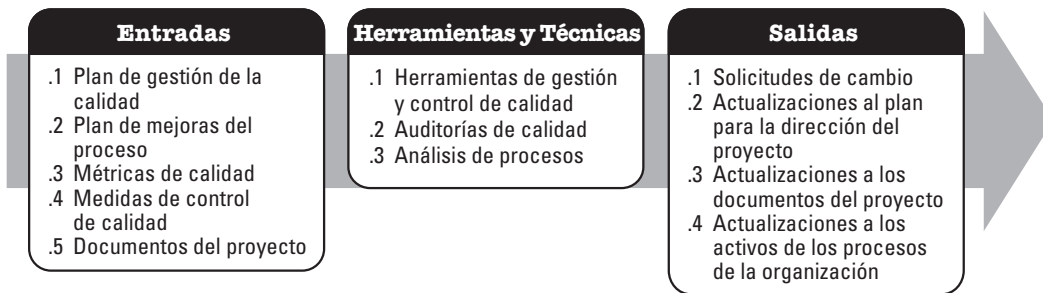 Entradas
.1 Plan de gestión de la
calidad
.2 Plan de mejoras del
proceso
.3 Métricas de calidad
.4 Medidas de control
de calidad
.5 Documentos del proyecto
Herramientas y Técnicas
.1 Herramientas de gestión
y control de calidad
.2 Auditorías de calidad
.3 Análisis de procesos
Salidas
.1 Solicitudes de cambio
.2 Actualizaciones al plan
para la dirección del
proyecto
.3 Actualizaciones a los
documentos del proyecto
.4 Actualizaciones a los
activos de los procesos
de la organización